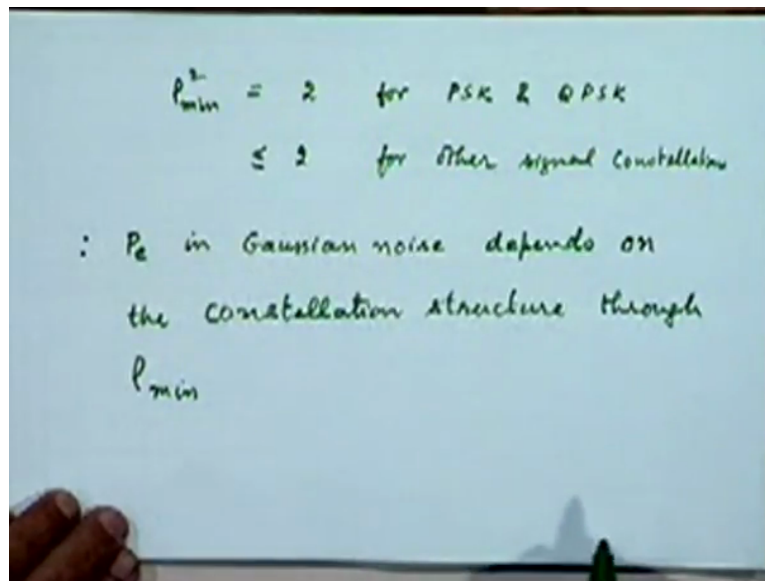 ρ²min = 2 for PSK & QPSK
≤ 2 for other signal constellations
: Pe in Gaussian noise depends on
the constellation structure through
ρmin